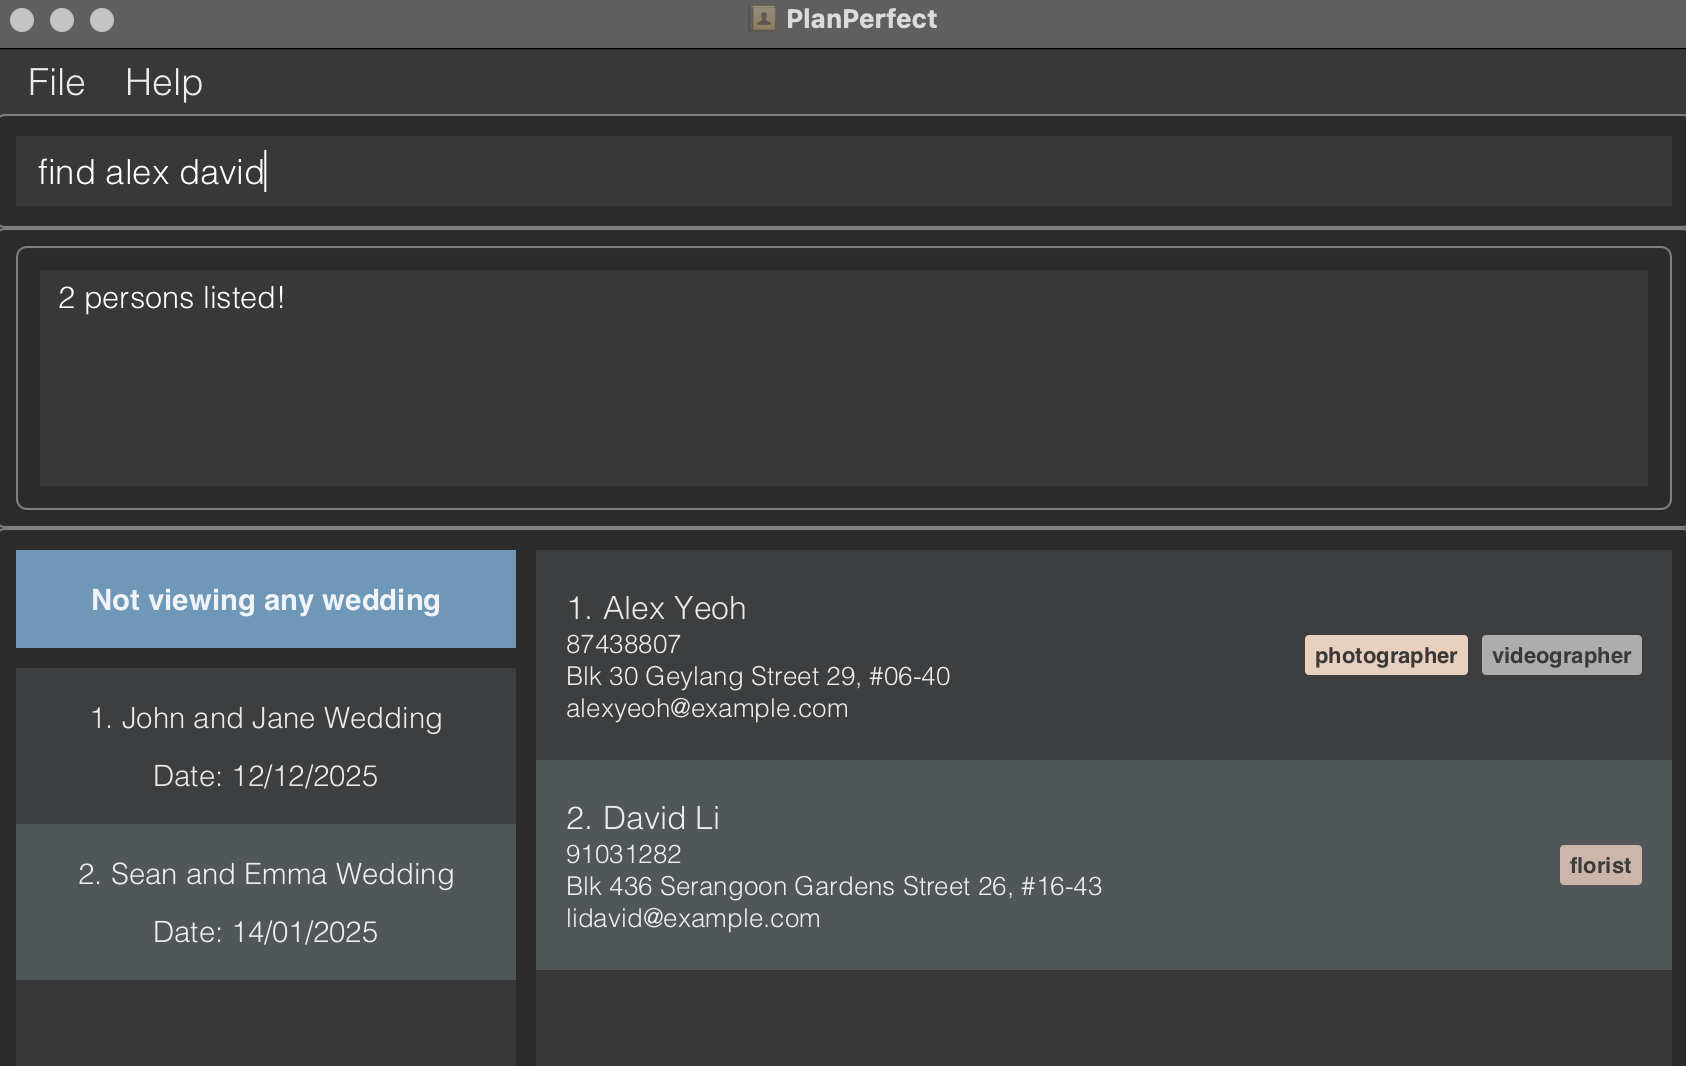 PlanPerfect
File Help
find alex david
2 persons listed!
Not viewing any wedding
1. John and Jane Wedding
Date: 12/12/2025
2. Sean and Emma Wedding
Date: 14/01/2025
1. Alex Yeoh
87438807
Blk 30 Geylang Street 29, #06-40
alexyeoh@example.com
photographer videographer
2. David Li
91031282
Blk 436 Serangoon Gardens Street 26, #16-43
lidavid@example.com
florist